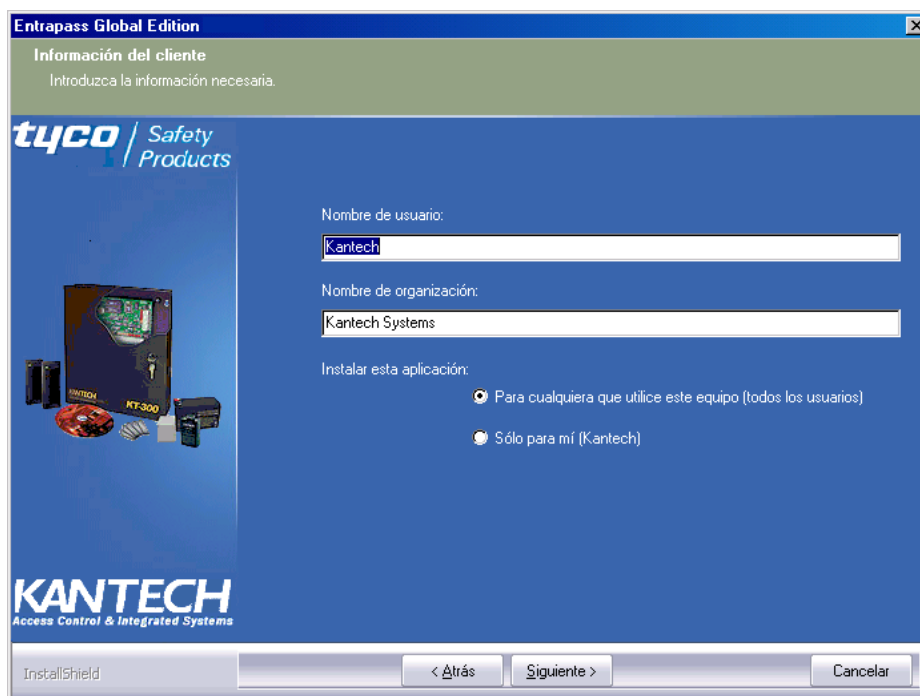 Entrapass Global Edition
Información del cliente
Introduzca la información necesaria.
tyco / Safety
Products
Nombre de usuario:
Kantech
Nombre de organización:
Kantech Systems
Instalar esta aplicación:
Para cualquiera que utilice este equipo (todos los usuarios)
Sólo para mí (Kantech)
KANTECH
KT-300
KANTECH
Access Control & Integrated Systems
InstallShield
< Atrás
Siguiente >
Cancelar